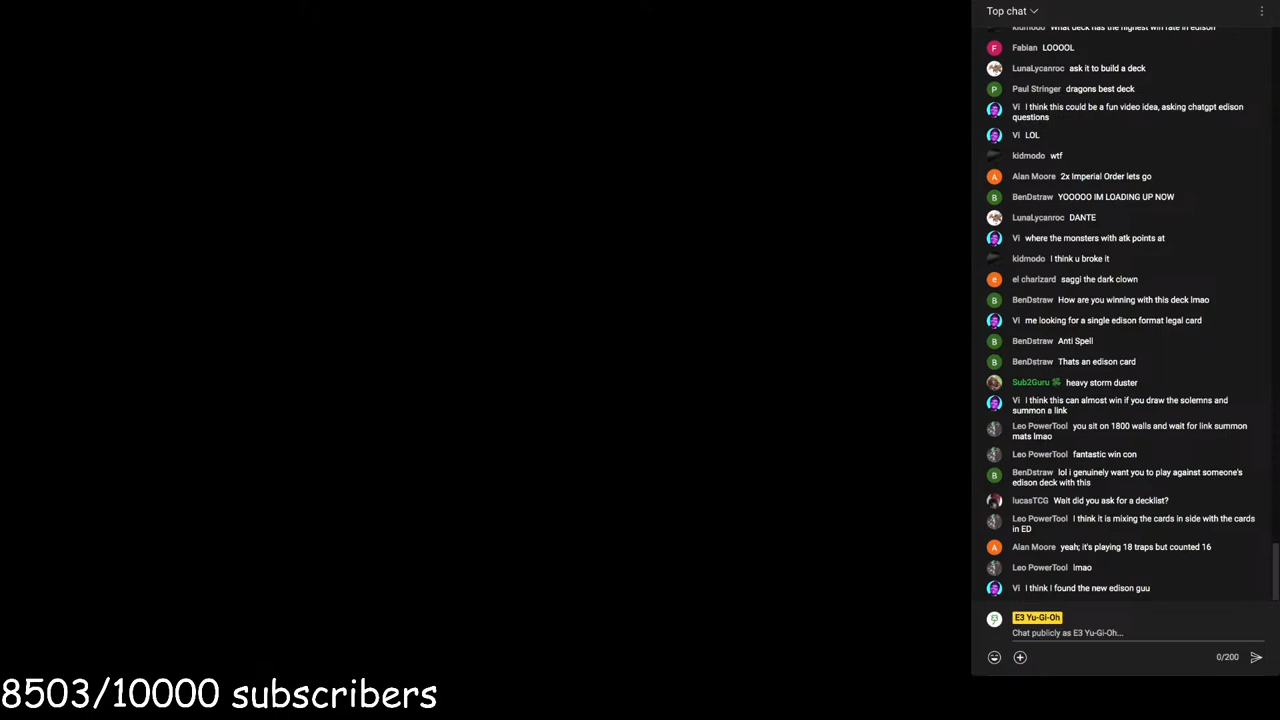 Top chat
kidmodo What deck has the highest win rate in edison
F Fabian LOOOOL
LunaLycanroc ask it to build a deck
P Paul Stringer dragons best deck
Vi I think this could be a fun video idea, asking chatgpt edison
questions
Vi LOL
kidmodo wtf
A Alan Moore 2x Imperial Order lets go
B BenDstraw YOOOOO IM LOADING UP NOW
LunaLycanroc DANTE
Vi where the monsters with atk points at
kidmodo I think u broke it
e el charizard saggi the dark clown
B BenDstraw How are you winning with this deck lmao
Vi me looking for a single edison format legal card
B BenDstraw Anti Spell
B BenDstraw Thats an edison card
Sub2Guru heavy storm duster
Vi I think this can almost win if you draw the solemns and
summon a link
Leo PowerTool you sit on 1800 walls and wait for link summon
mats lmao
Leo PowerTool fantastic win con
B BenDstraw lol i genuinely want you to play against someone's
edison deck with this
lucasTCG Wait did you ask for a decklist?
Leo PowerTool I think it is mixing the cards in side with the cards
in ED
A Alan Moore yeah; it's playing 18 traps but counted 16
Leo PowerTool lmao
Vi I think I found the new edison guu
E3 Yu-Gi-Oh
Chat publicly as E3 Yu-Gi-Oh...
0/200
8503/10000 subscribers